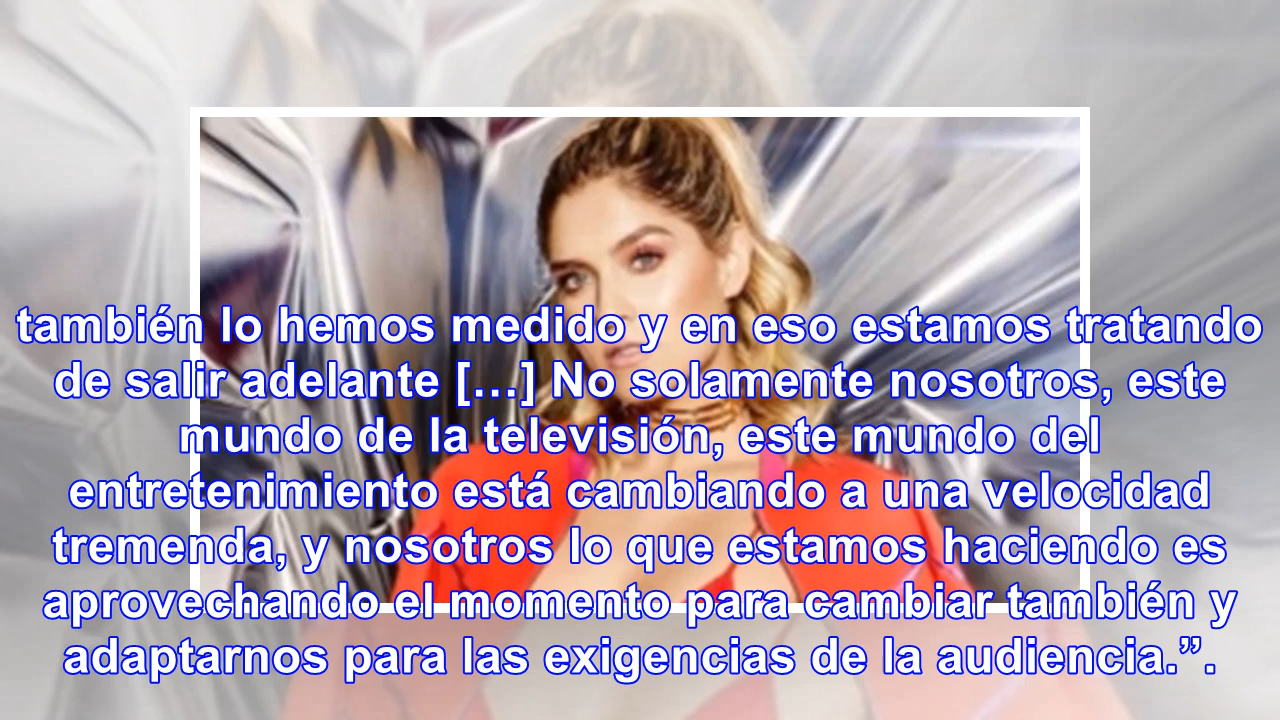 también lo hemos medido y en eso estamos tratando
de salir adelante [...] No solamente nosotros, este
mundo de la televisión, este mundo del
entretenimiento está cambiando a una velocidad
tremenda, y nosotros lo que estamos haciendo es
aprovechando el momento para cambiar también y
adaptarnos para las exigencias de la audiencia.”.